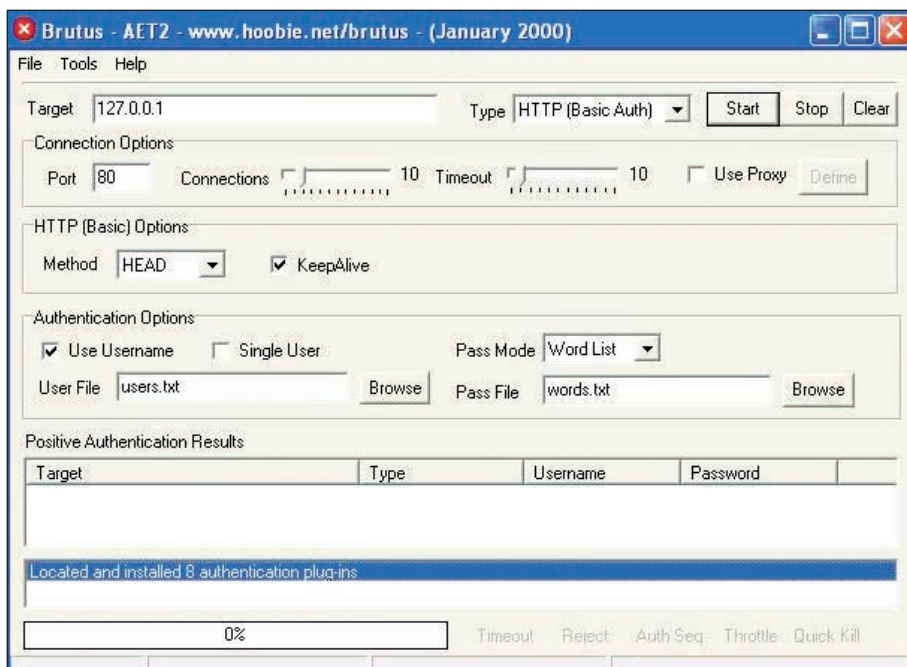 Brutus - AET2 - www.hoobie.net/brutus - (January 2000)
File Tools Help
Target 127.0.0.1 Type HTTP (Basic Auth) Start Stop Clear
Connection Options
Port 80 Connections 10 Timeout 10 Use Proxy Define
HTTP (Basic) Options
Method HEAD KeepAlive
Authentication Options
Use Username Single User Pass Mode Word List
User File users.txt Browse Pass File words.txt Browse
Positive Authentication Results
Target Type Username Password
Located and installed 8 authentication plug-ins
0% Timeout Reject Auth Seq Throttle Quick Kill